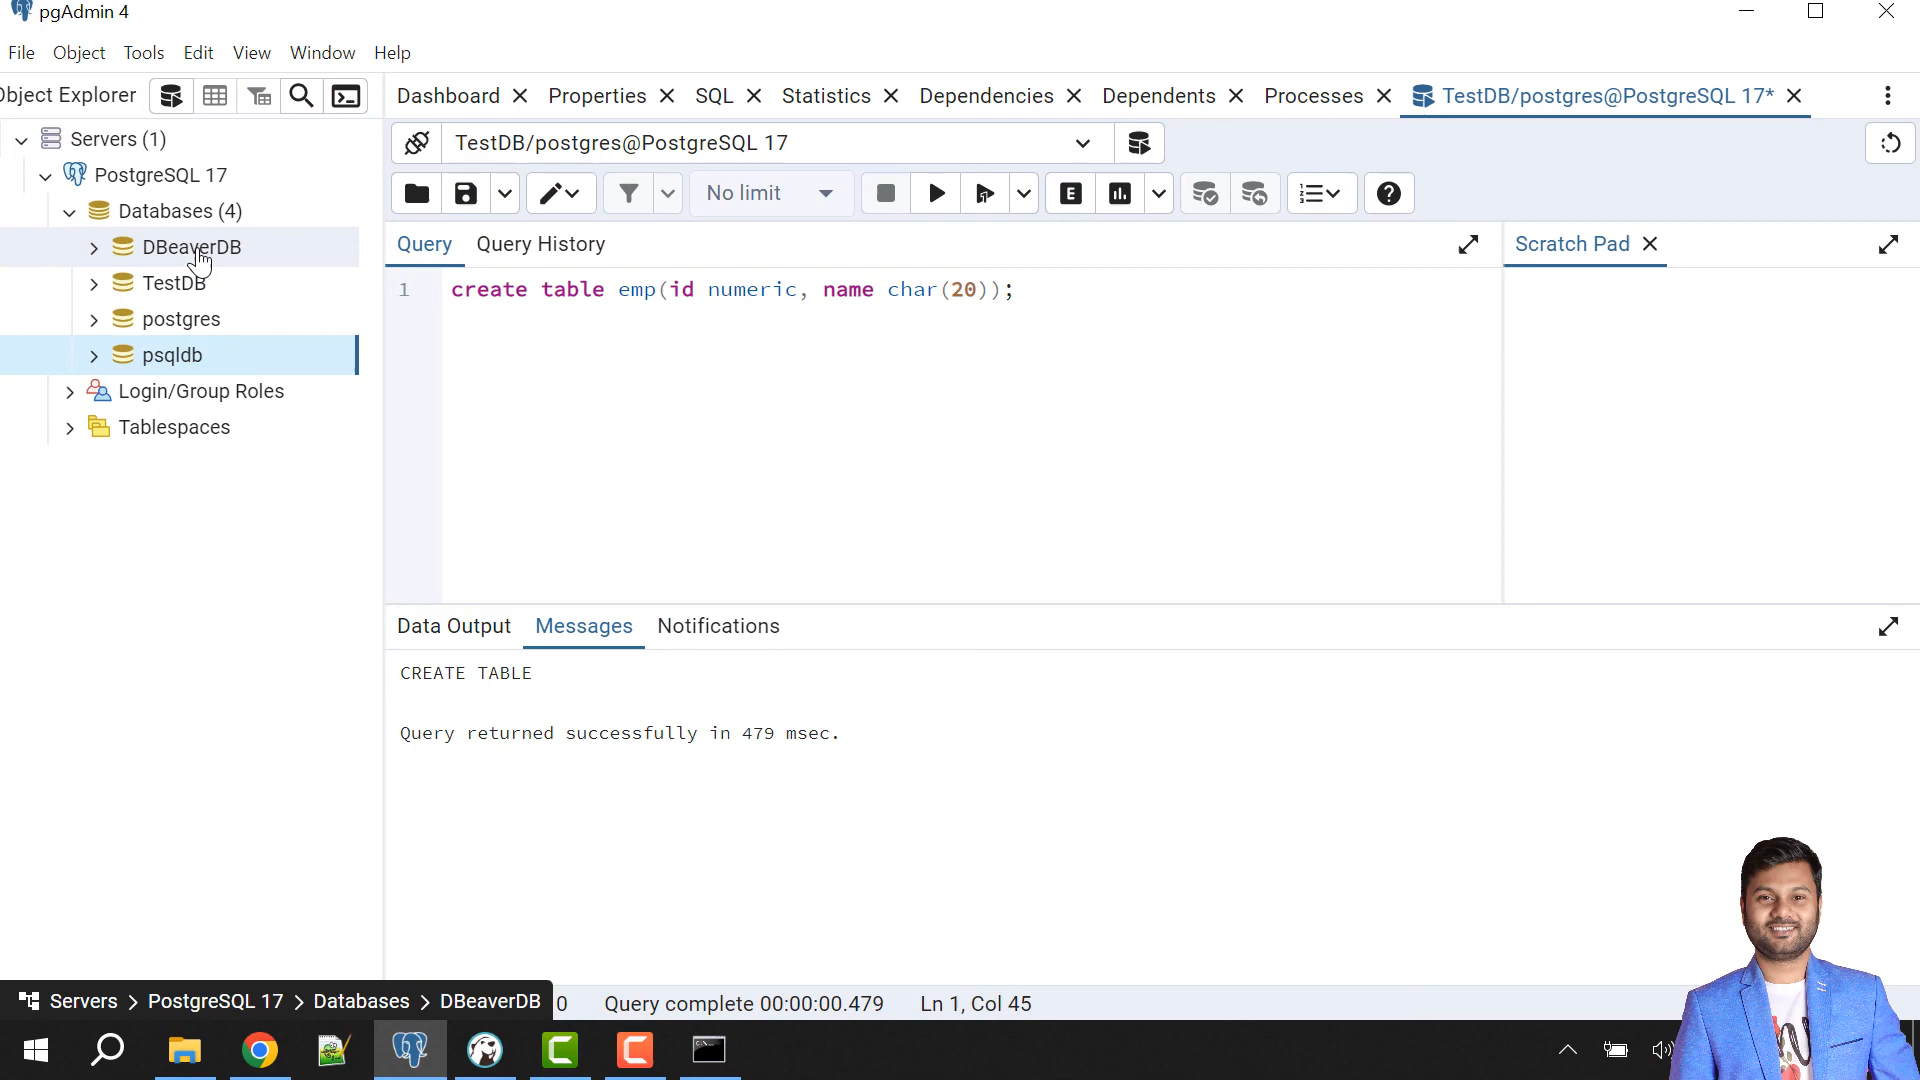 pgAdmin 4
File Object Tools Edit View Window Help
Object Explorer
Dashboard Properties SQL Statistics Dependencies Dependents Processes TestDB/postgres@PostgreSQL 17*
Servers (1)
PostgreSQL 17
Databases (4)
DBeaverDB
TestDB
postgres
psqldb
Login/Group Roles
Tablespaces
TestDB/postgres@PostgreSQL 17
No limit
E
Query Query History
Scratch Pad
1 create table emp(id numeric, name char(20));
Data Output Messages Notifications
CREATE TABLE
Query returned successfully in 479 msec.
Servers > PostgreSQL 17 > Databases > DBeaverDB
0 Query complete 00:00:00.479 Ln 1, Col 45